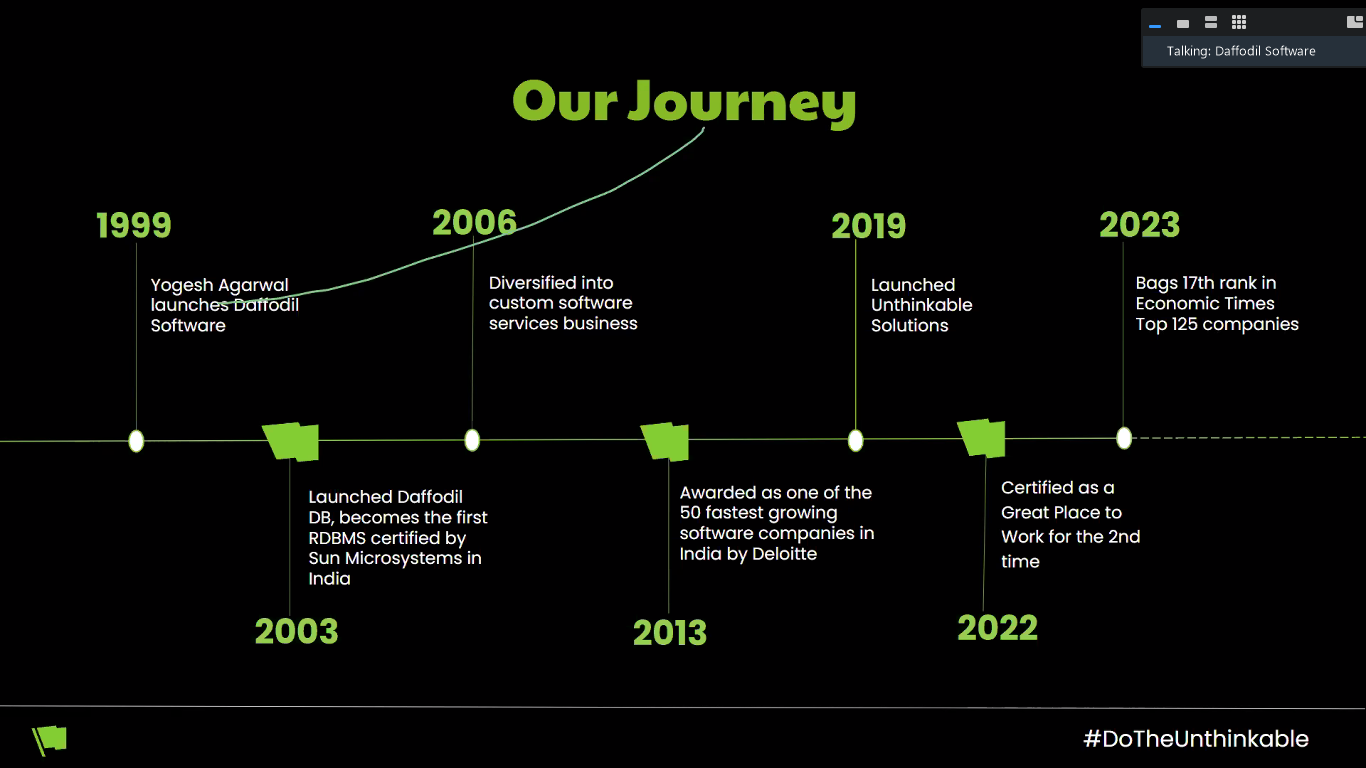 Talking: Daffodil Software
Our Journey
1999
Yogesh Agarwal
launches Daffodil
Software
2006
Diversified into
custom software
services business
2019
Launched
Unthinkable
Solutions
2023
Bags 17th rank in
Economic Times
Top 125 companies
Launched Daffodil
DB, becomes the first
RDBMS certified by
Sun Microsystems in
India
2003
Awarded as one of the
50 fastest growing
software companies in
India by Deloitte
2013
Certified as a
Great Place to
Work for the 2nd
time
2022
#DoTheUnthinkable